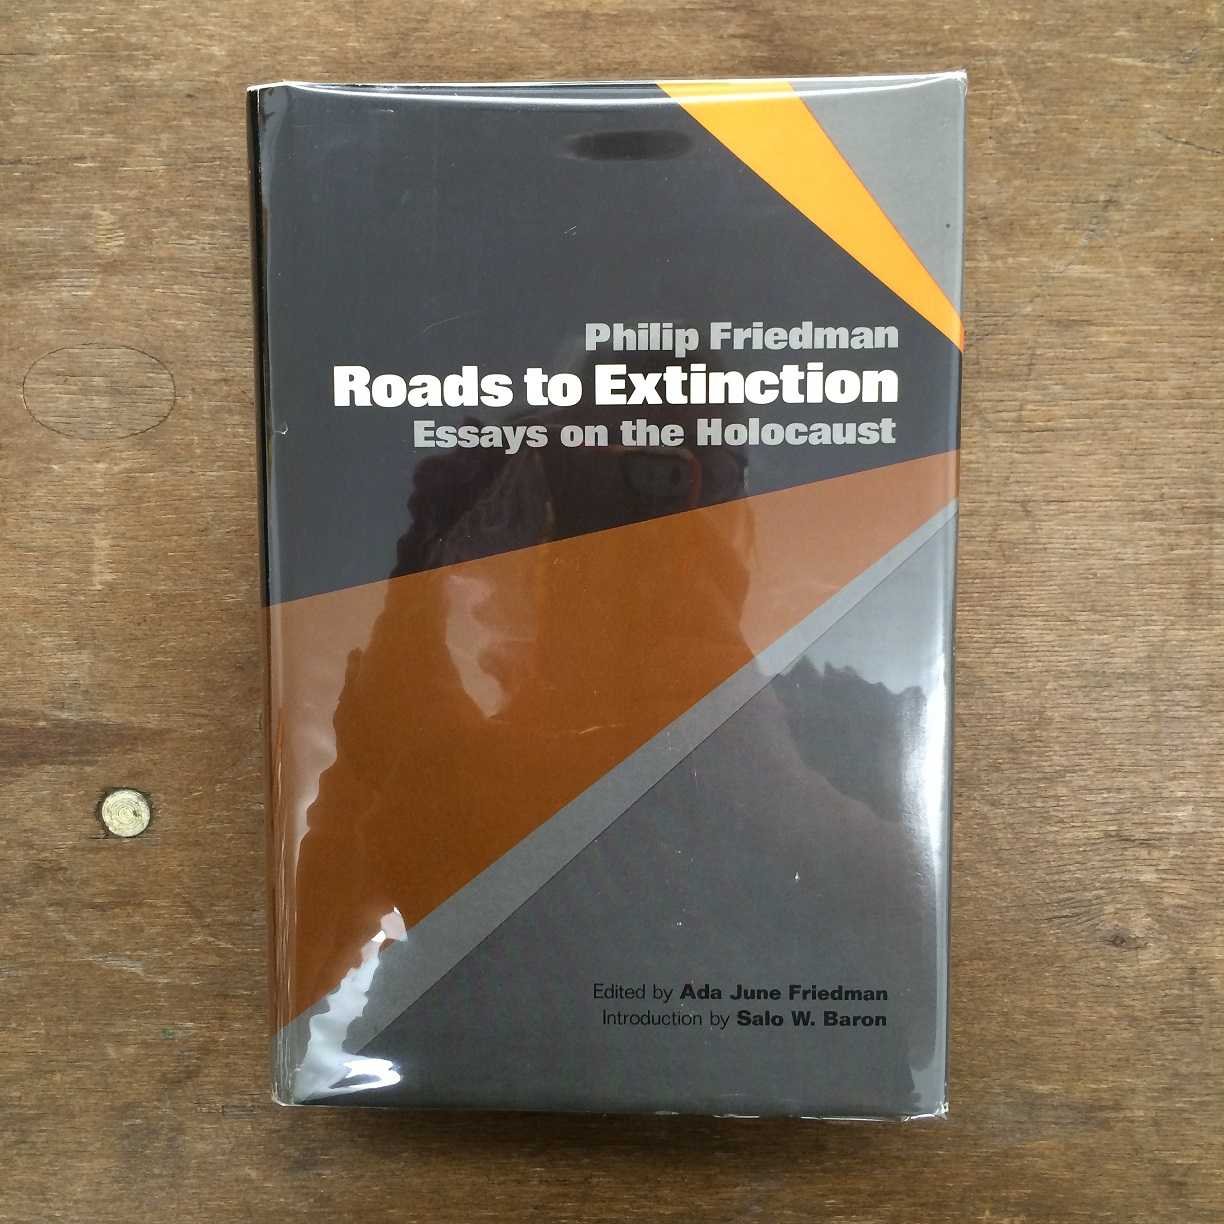 Philip Friedman
Roads to Extinction
Essays on the Holocaust
Edited by Ada June Friedman
Introduction by Salo W. Baron